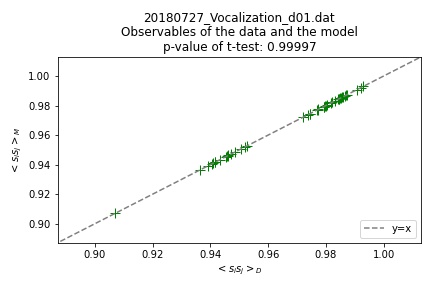 20180727_Vocalization_d01.dat
Observables of the data and the model
p-value of t-test: 0.99997
< s_i s_j >_M
1.00
0.98
0.96
0.94
0.92
0.90
y=x
0.90 0.92 0.94 0.96 0.98 1.00
< s_i s_j >_D